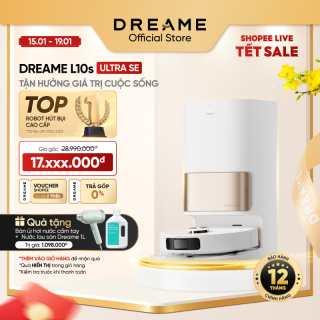 DREAME
Official Store
15.01 - 19.01
SHOPEE LIVE
TẾT SALE
DREAME L10s ULTRA SE
TẬN HƯỞNG GIÁ TRỊ CUỘC SỐNG
TOP
ROBOT HÚT BỤI
CAO CẤP
Giá gốc: 28.990.000đ
17.xxx.000đ
DREAME
VOUCHER
SHOPEE
DREAME
TRẢ GÓP
0%
Quà tặng
Bàn ủi hơi nước cầm tay
+ Nước lau sàn Dreame 1L
Trị giá: 1.098.000đ
*THÊM VÀO GIỎ HÀNG để nhận quà
*Quà HIỂN THỊ trong giỏ hàng
*Kiểm tra trước khi thanh toán
BẢO HÀNH
12
THÁNG
CHÍNH HÃNG